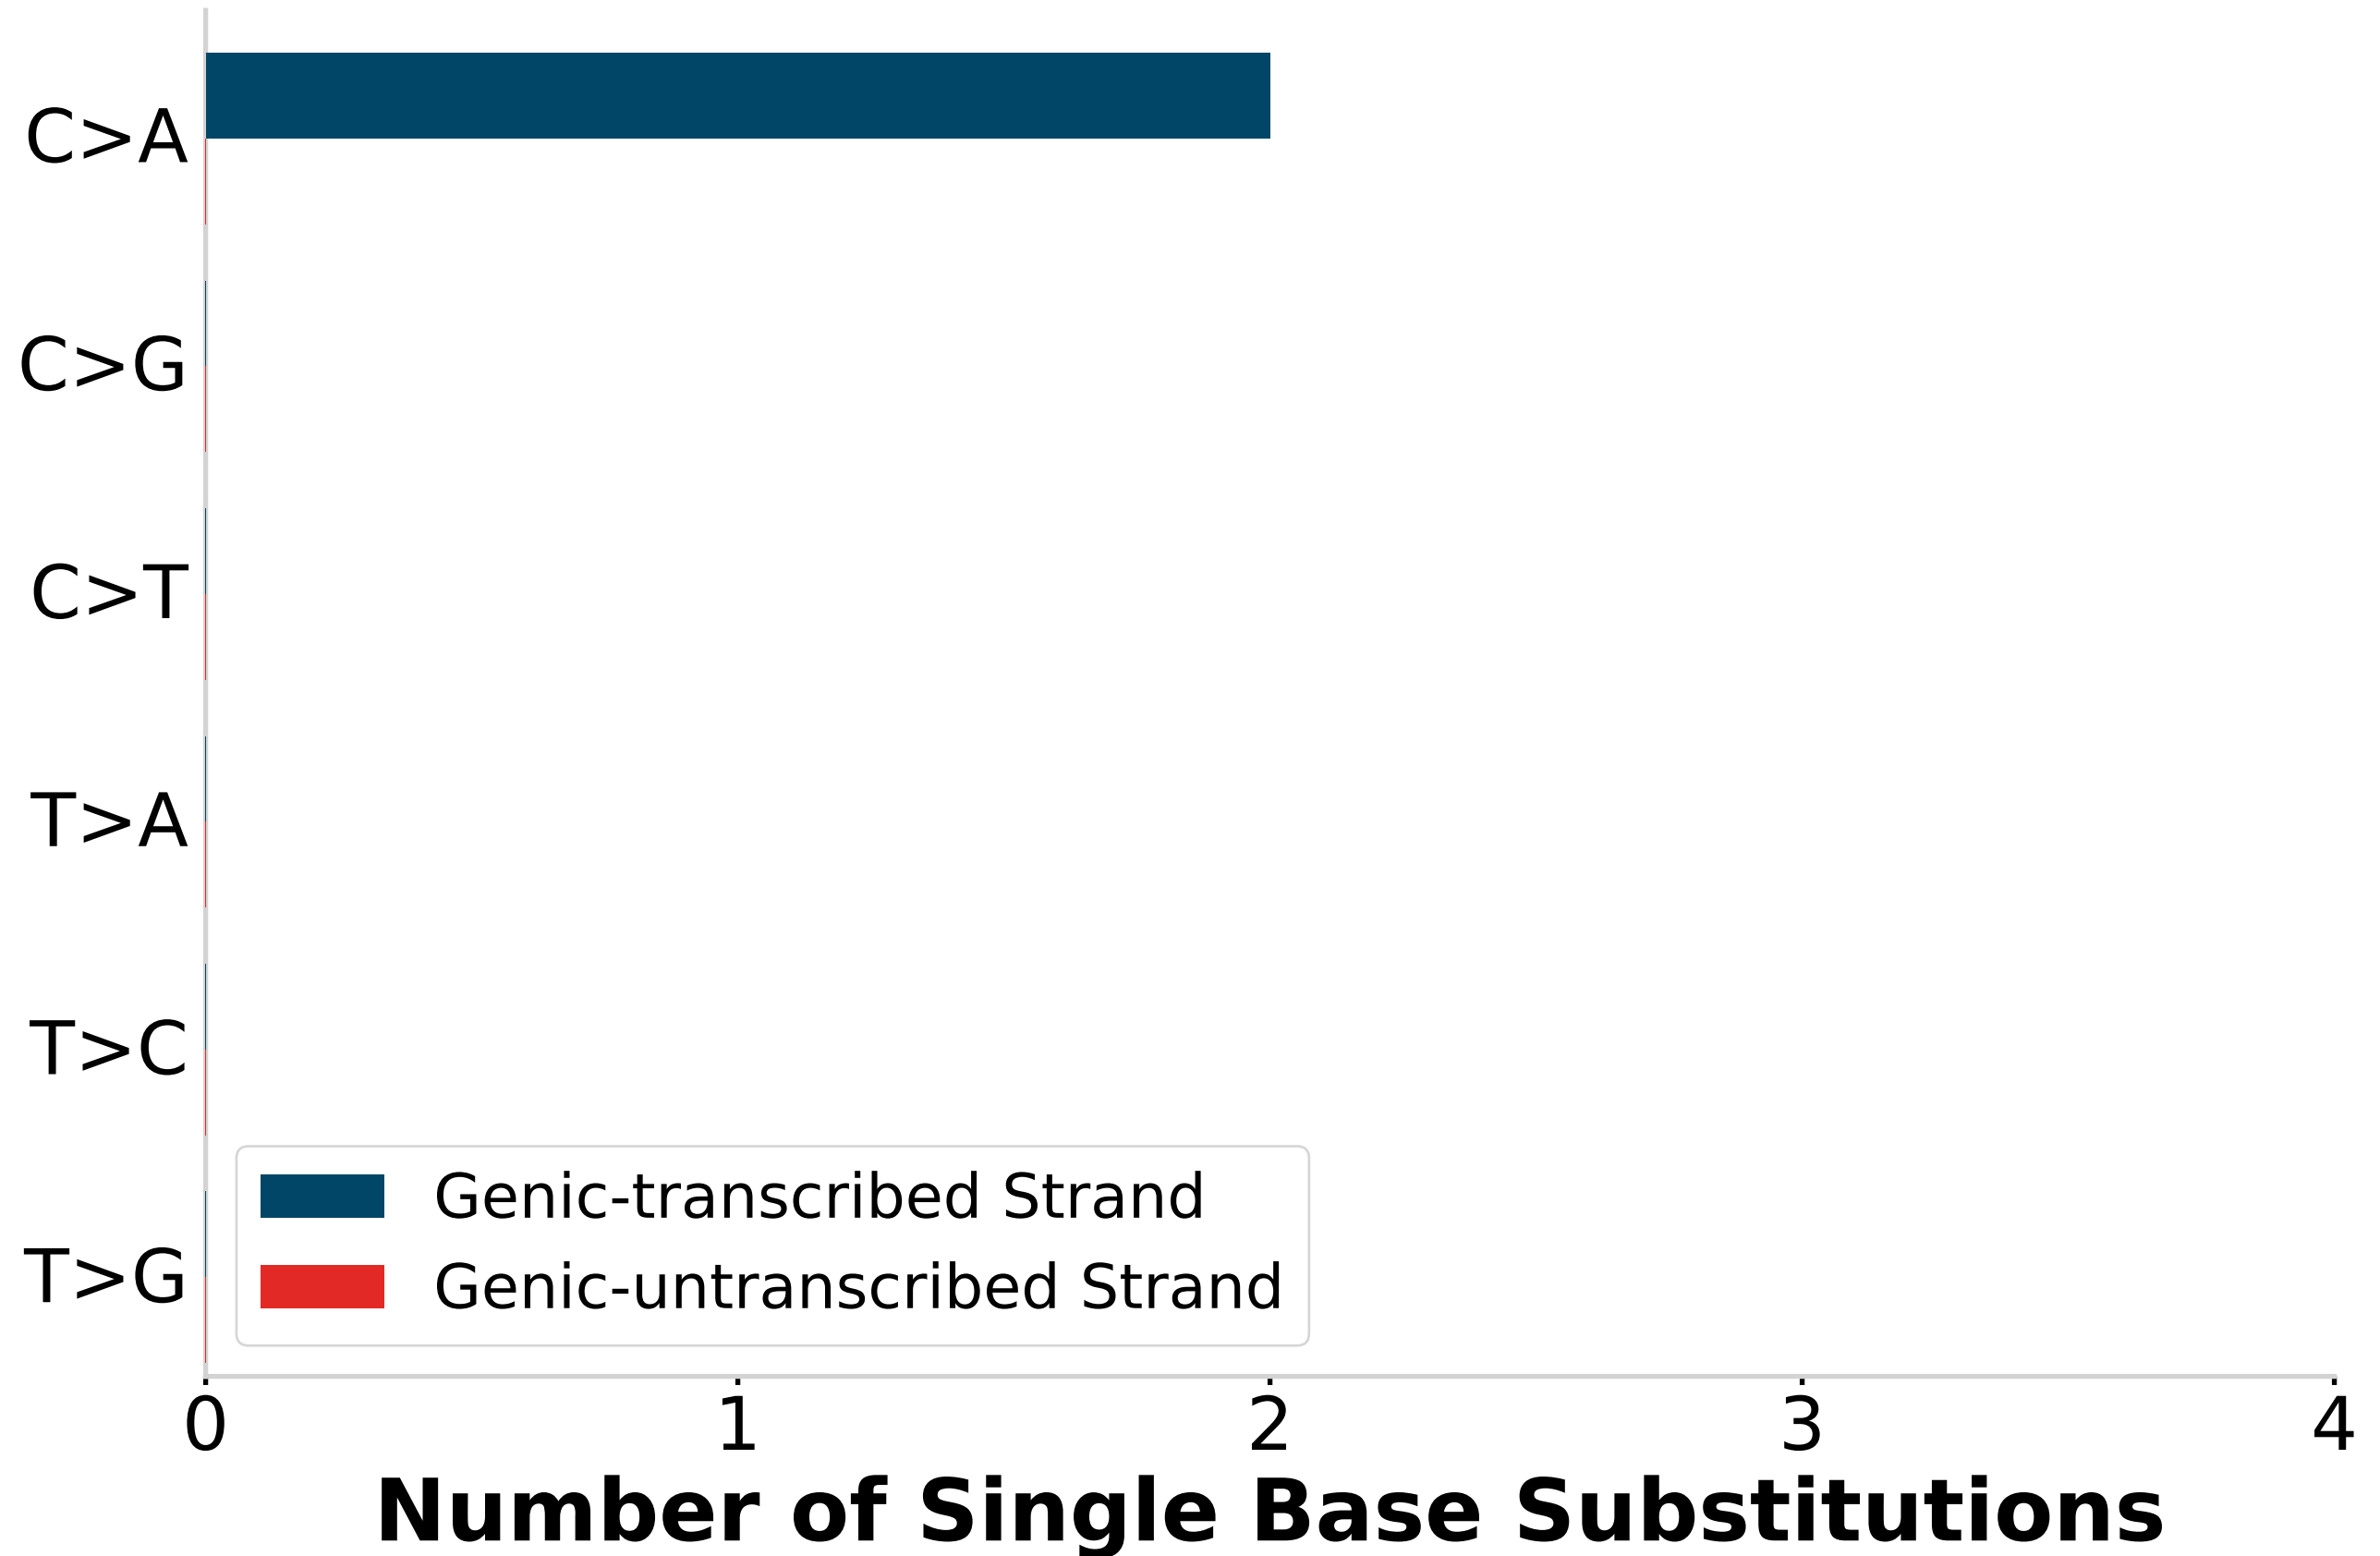 C>A
C>G
C>T
T>A
T>C
T>G
Genic-transcribed Strand
Genic-untranscribed Strand
0 1 2 3 4
Number of Single Base Substitutions